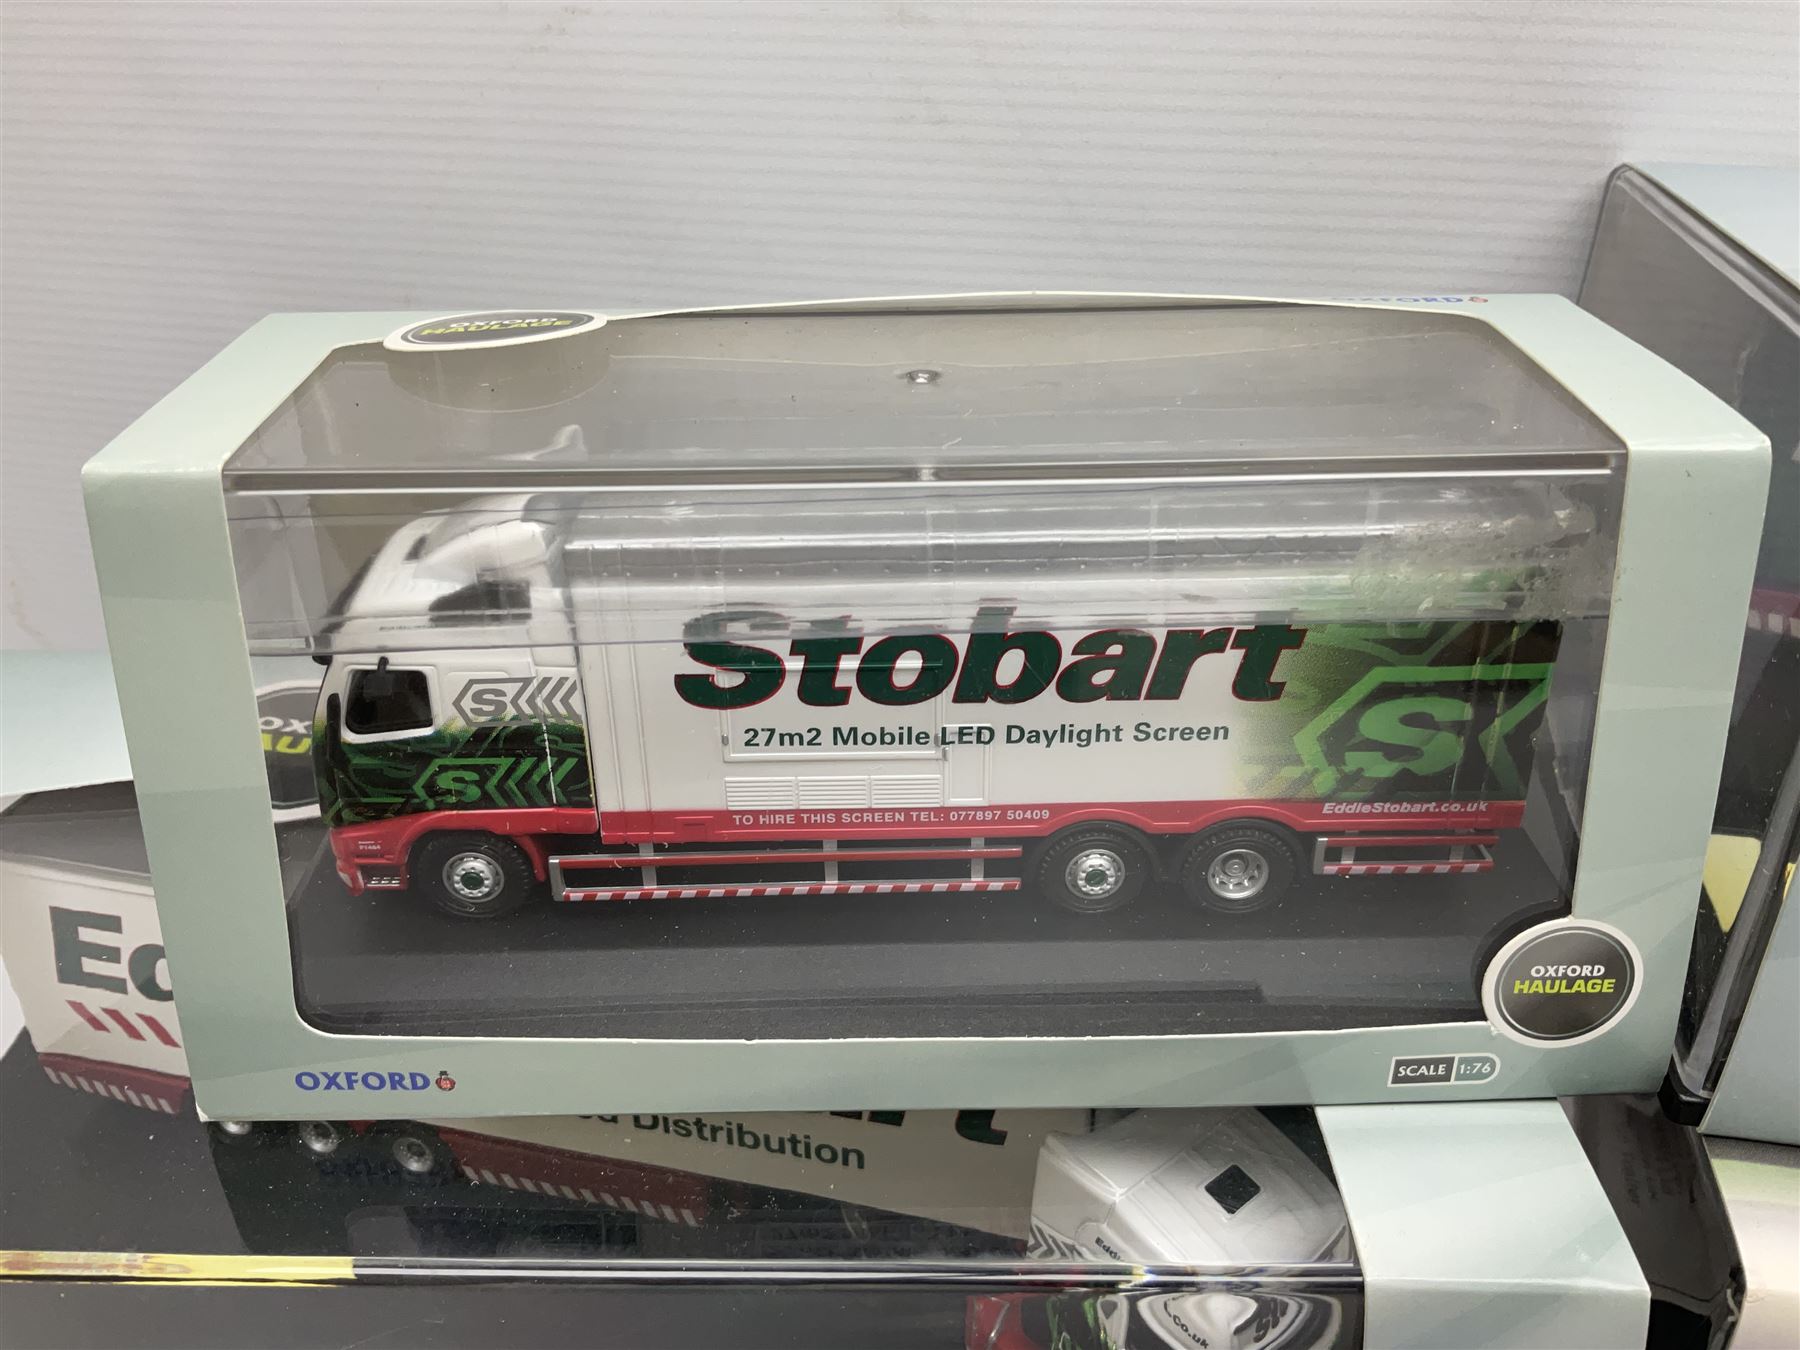 OXFORD
HAULAGE
OXFORD
Stobart
27m2 Mobile LED Daylight Screen
S
S
S
TO HIRE THIS SCREEN TEL: 077897 50409
EddieStobart.co.uk
OXFORD
HAULAGE
OXFORD
SCALE 1:76
Distribution